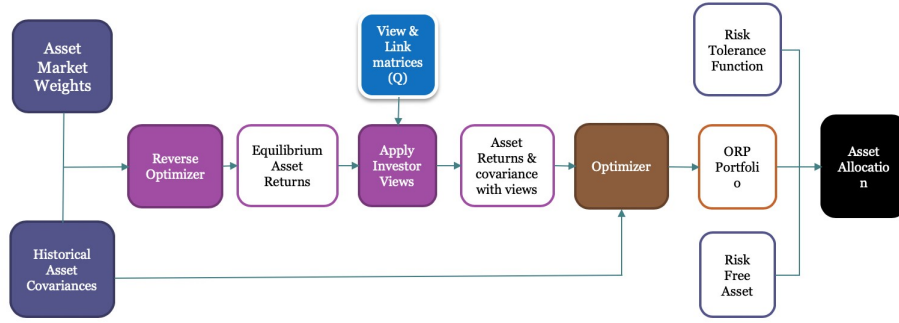 Asset
Market
Weights
View &
Link
matrices
(Q)
Risk
Tolerance
Function
Reverse
Optimizer
Equilibrium
Asset
Returns
Apply
Investor
Views
Asset
Returns &
covariance
with views
Optimizer
ORP
Portfoli
o
Asset
Allocatio
n
Historical
Asset
Covariances
Risk
Free
Asset